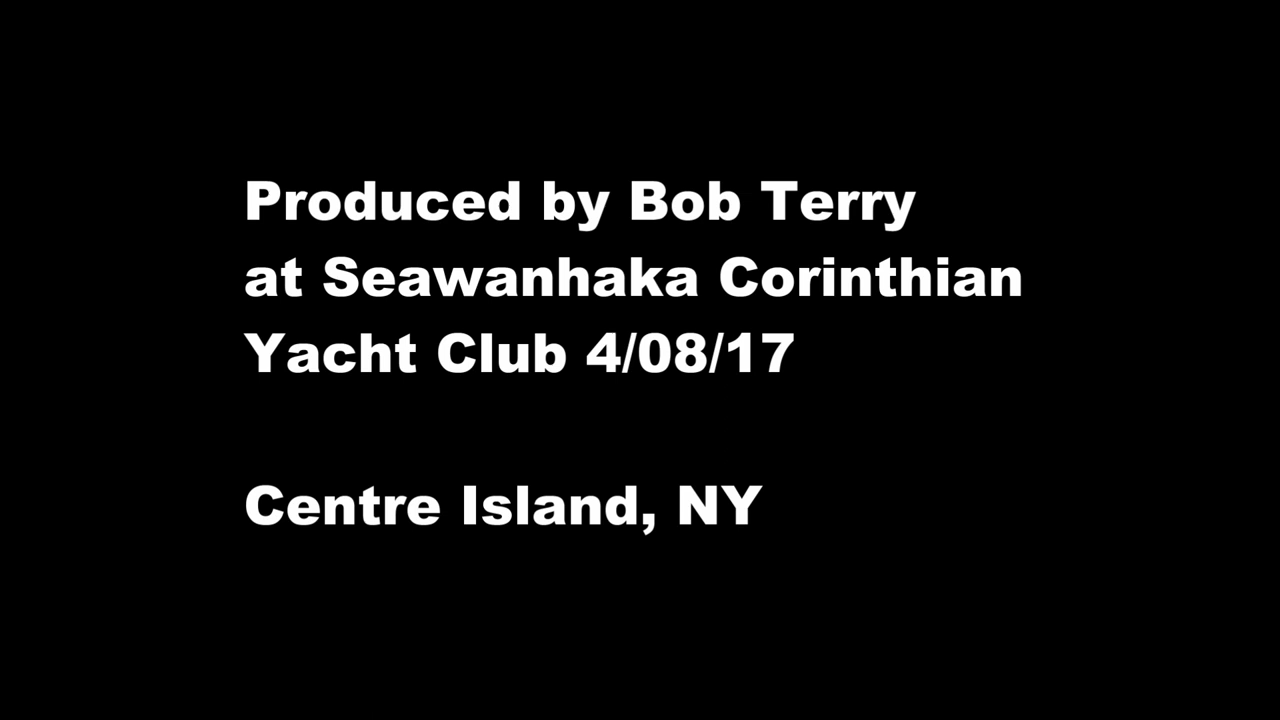 Produced by Bob Terry
at Seawanhaka Corinthian
Yacht Club 4/08/17
Centre Island, NY